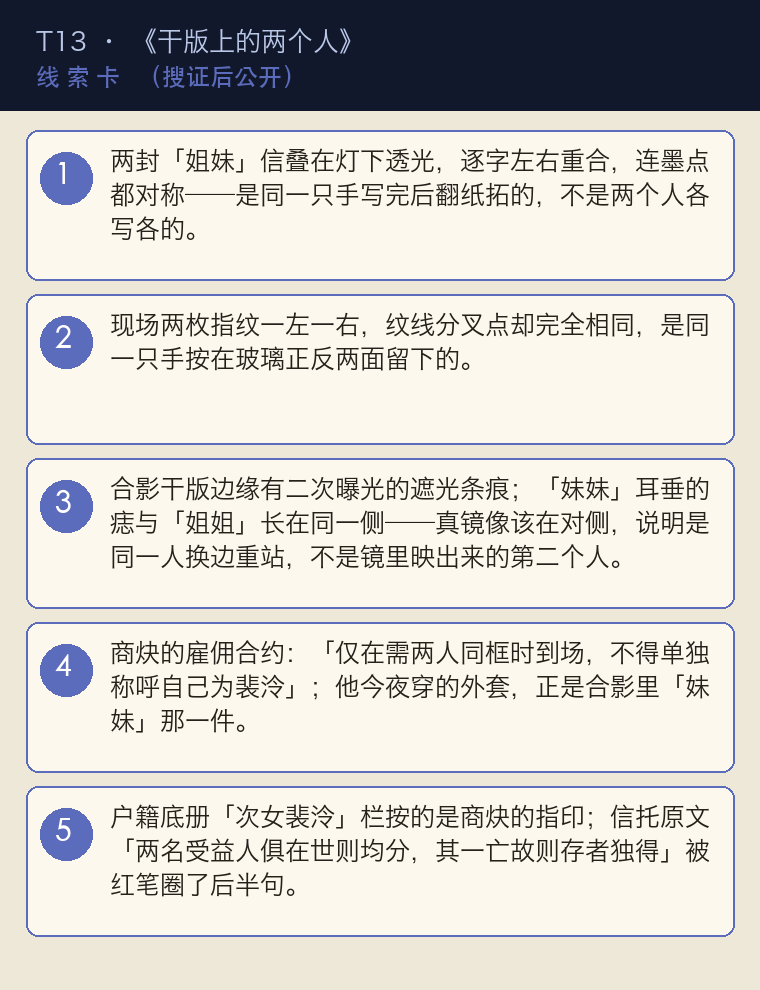 T13 · 《干版上的两个人》
线索卡 （搜证后公开）
1
两封「姐妹」信叠在灯下透光，逐字左右重合，连墨点
都对称——是同一只手写完后翻纸拓的，不是两个人各
写各的。
2
现场两枚指纹一左一右，纹线分叉点却完全相同，是同
一只手按在玻璃正反两面留下的。
3
合影干版边缘有二次曝光的遮光条痕；「妹妹」耳垂的
痣与「姐姐」长在同一侧——真镜像该在对侧，说明是
同一人换边重站，不是镜里映出来的第二个人。
4
商炔的雇佣合约：「仅在需两人同框时到场，不得单独
称呼自己为裴泠」；他今夜穿的外套，正是合影里「妹
妹」那一件。
5
户籍底册「次女裴泠」栏按的是商炔的指印；信托原文
「两名受益人俱在世则均分，其一亡故则存者独得」被
红笔圈了后半句。